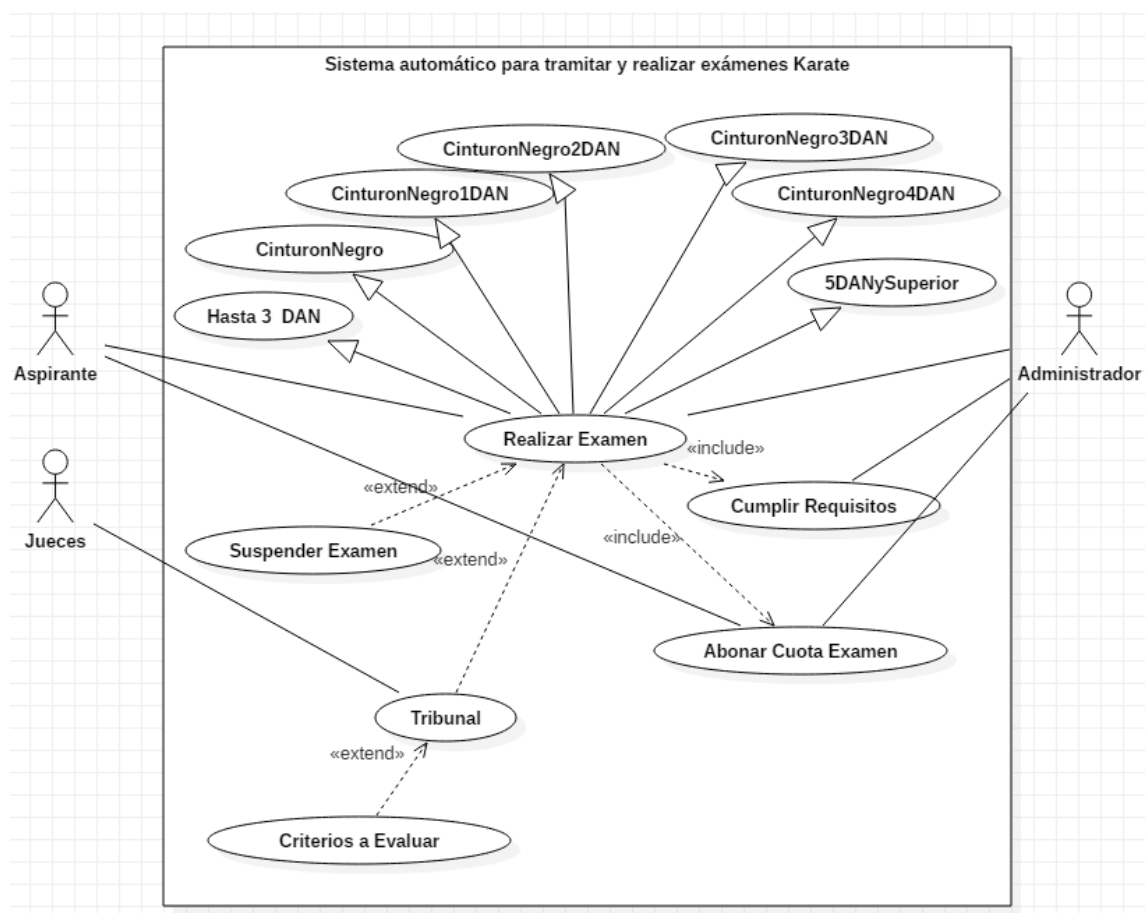 Sistema automático para tramitar y realizar exámenes Karate
CinturonNegro2DAN
CinturonNegro3DAN
CinturonNegro1DAN
CinturonNegro4DAN
CinturonNegro
5DANySuperior
Hasta 3 DAN
Aspirante
Administrador
Realizar Examen
«include»
«extend»
Cumplir Requisitos
Jueces
«include»
Suspender Examen
«extend»
Abonar Cuota Examen
Tribunal
«extend»
Criterios a Evaluar